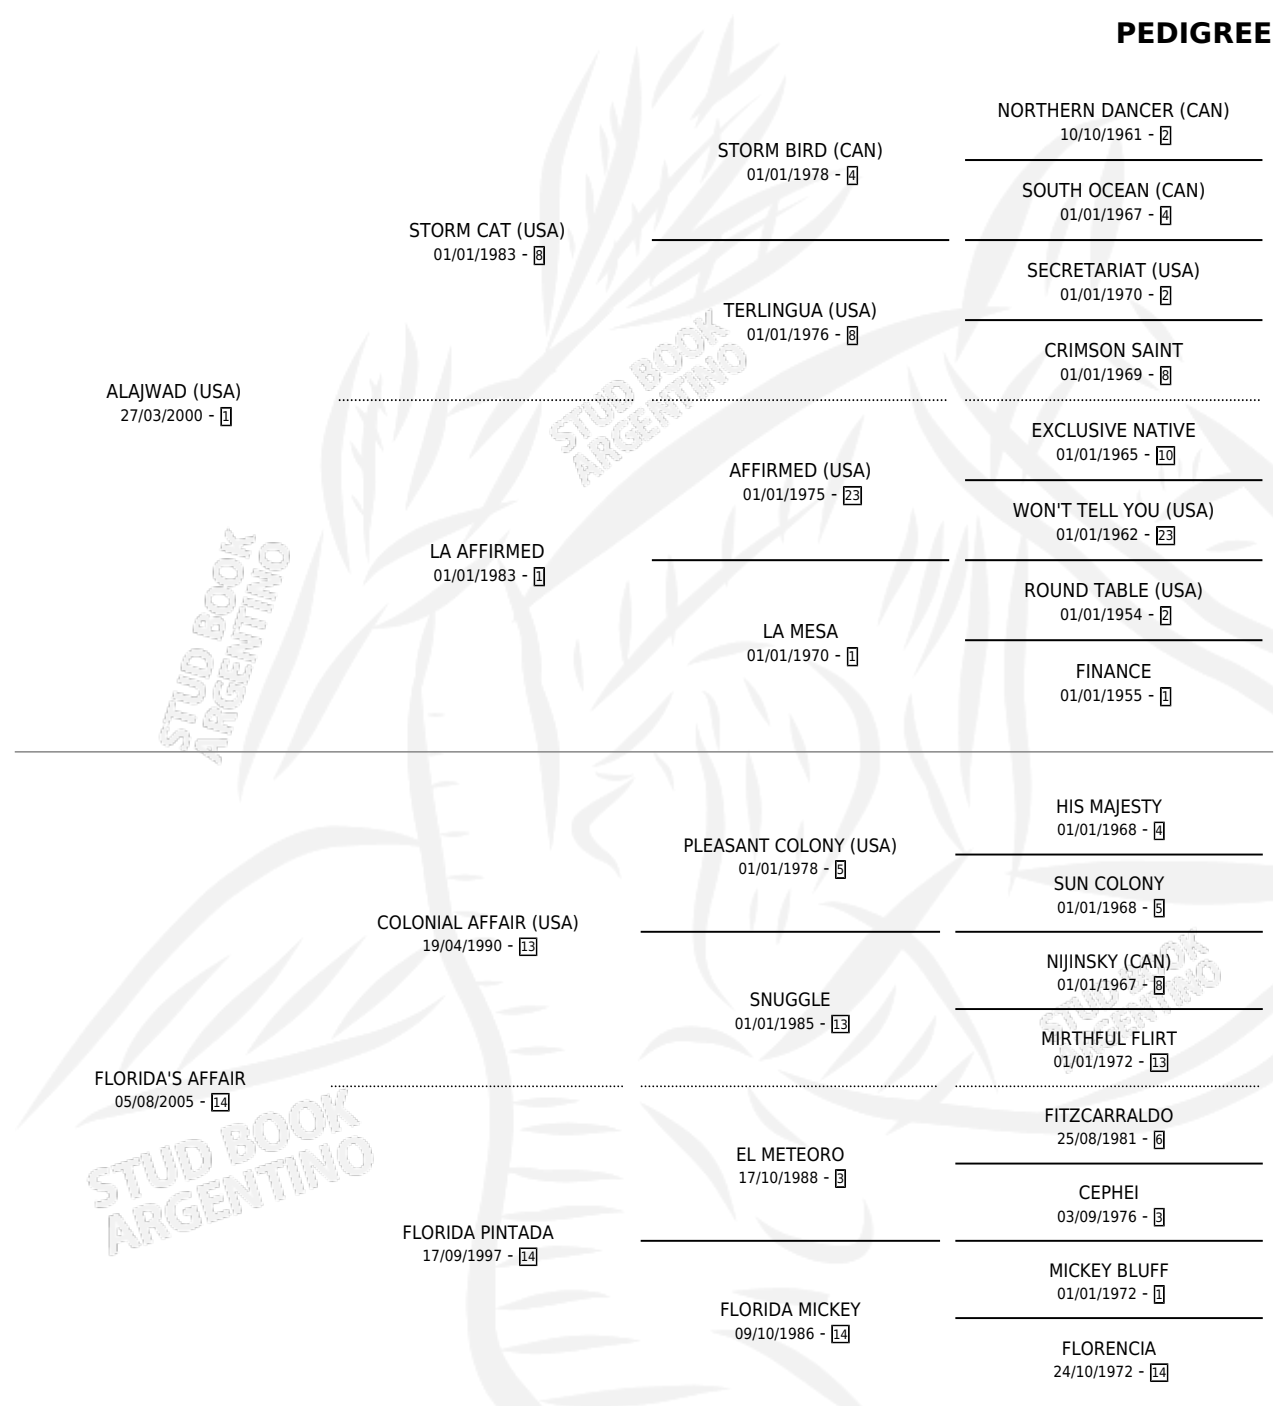 PEDIGREE
NORTHERN DANCER (CAN)
10/10/1961 - 2
STORM BIRD (CAN)
01/01/1978 - 4
SOUTH OCEAN (CAN)
01/01/1967 - 4
STORM CAT (USA)
01/01/1983 - 8
SECRETARIAT (USA)
01/01/1970 - 2
TERLINGUA (USA)
01/01/1976 - 8
CRIMSON SAINT
01/01/1969 - 8
ALAJWAD (USA)
27/03/2000 - 1
EXCLUSIVE NATIVE
01/01/1965 - 10
AFFIRMED (USA)
01/01/1975 - 23
WON'T TELL YOU (USA)
01/01/1962 - 23
LA AFFIRMED
01/01/1983 - 1
ROUND TABLE (USA)
01/01/1954 - 2
LA MESA
01/01/1970 - 1
FINANCE
01/01/1955 - 1
HIS MAJESTY
01/01/1968 - 4
PLEASANT COLONY (USA)
01/01/1978 - 5
SUN COLONY
01/01/1968 - 5
COLONIAL AFFAIR (USA)
19/04/1990 - 13
NIJINSKY (CAN)
01/01/1967 - 8
SNUGGLE
01/01/1985 - 13
MIRTHFUL FLIRT
01/01/1972 - 13
FLORIDA'S AFFAIR
05/08/2005 - 14
FITZCARRALDO
25/08/1981 - 6
EL METEORO
17/10/1988 - 3
CEPHEI
03/09/1976 - 3
FLORIDA PINTADA
17/09/1997 - 14
MICKEY BLUFF
01/01/1972 - 1
FLORIDA MICKEY
09/10/1986 - 14
FLORENCIA
24/10/1972 - 14
STUD BOOK
ARGENTINO
STUD BOOK
ARGENTINO
STUD BOOK
ARGENTINO
STUD BOOK
ARGENTINO